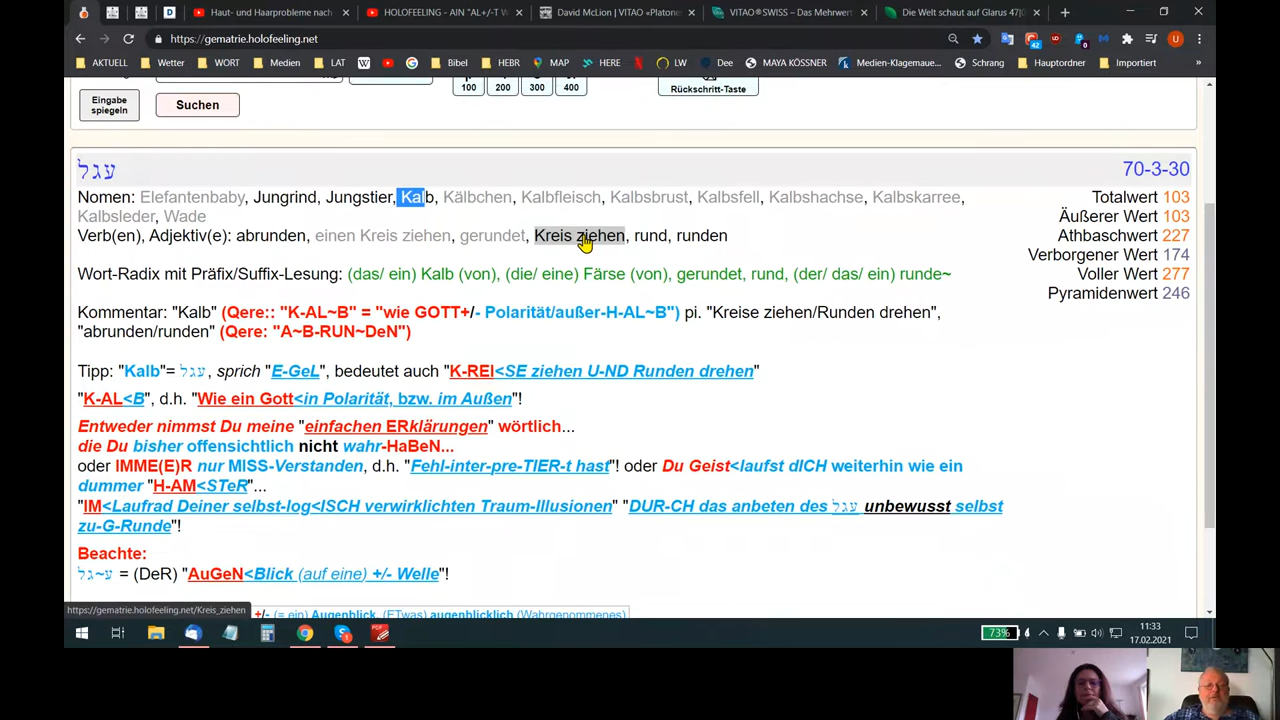 Haut- und Haarprobleme nach
HOLOFEELING - AIN "AL+/-T W
David McLion | VITAO «Platone
VITAO®SWISS – Das Mehrwert
Die Welt schaut auf Glarus 47|
https://gematrie.holofeeling.net
AKTUELL Wetter WORT Medien LAT Bibel HEBR MAP HERE LW Dee MAYA KÖSSNER Medien-Klagemaue... Schrang Hauptordner Importiert
100 200 300 400 Rückschritt-Taste
Eingabe spiegeln Suchen
עגל 70-3-30
Nomen: Elefantenbaby, Jungrind, Jungstier, Kalb, Kälbchen, Kalbfleisch, Kalbsbrust, Kalbsfell, Kalbshachse, Kalbskarree,
Kalbsleder, Wade
Verb(en), Adjektiv(e): abrunden, einen Kreis ziehen, gerundet, Kreis ziehen, rund, runden
Totalwert 103
Äußerer Wert 103
Athbaschwert 227
Verborgener Wert 174
Voller Wert 277
Pyramidenwert 246
Wort-Radix mit Präfix/Suffix-Lesung: (das/ ein) Kalb (von), (die/ eine) Färse (von), gerundet, rund, (der/ das/ ein) runde~
Kommentar: "Kalb" (Qere:: "K-AL~B" = "wie GOTT+/- Polarität/außer-H-AL~B") pi. "Kreise ziehen/Runden drehen",
"abrunden/runden" (Qere: "A~B-RUN~DeN")
Tipp: "Kalb"= עגל, sprich "E-GeL", bedeutet auch "K-REI<SE ziehen U-ND Runden drehen"
"K-AL<B", d.h. "Wie ein Gott<in Polarität, bzw. im Außen"!
Entweder nimmst Du meine "einfachen ERklärungen" wörtlich...
die Du bisher offensichtlich nicht wahr-HaBeN...
oder IMME(E)R nur MISS-Verstanden, d.h. "Fehl-inter-pre-TIER-t hast"! oder Du Geist<laufst dICH weiterhin wie ein
dummer "H-AM<STeR"...
"IM<Laufrad Deiner selbst-log<ISCH verwirklichten Traum-Illusionen" "DUR-CH das anbeten des עגל unbewusst selbst
zu-G-Runde"!
Beachte:
ע~גל = (DeR) "AuGeN<Blick (auf eine) +/- Welle"!
+/- (= ein) Augenblick, (ETwas) augenblicklich (Wahrgenommenes)
https://gematrie.holofeeling.net/Kreis_ziehen
73%
11:33
17.02.2021